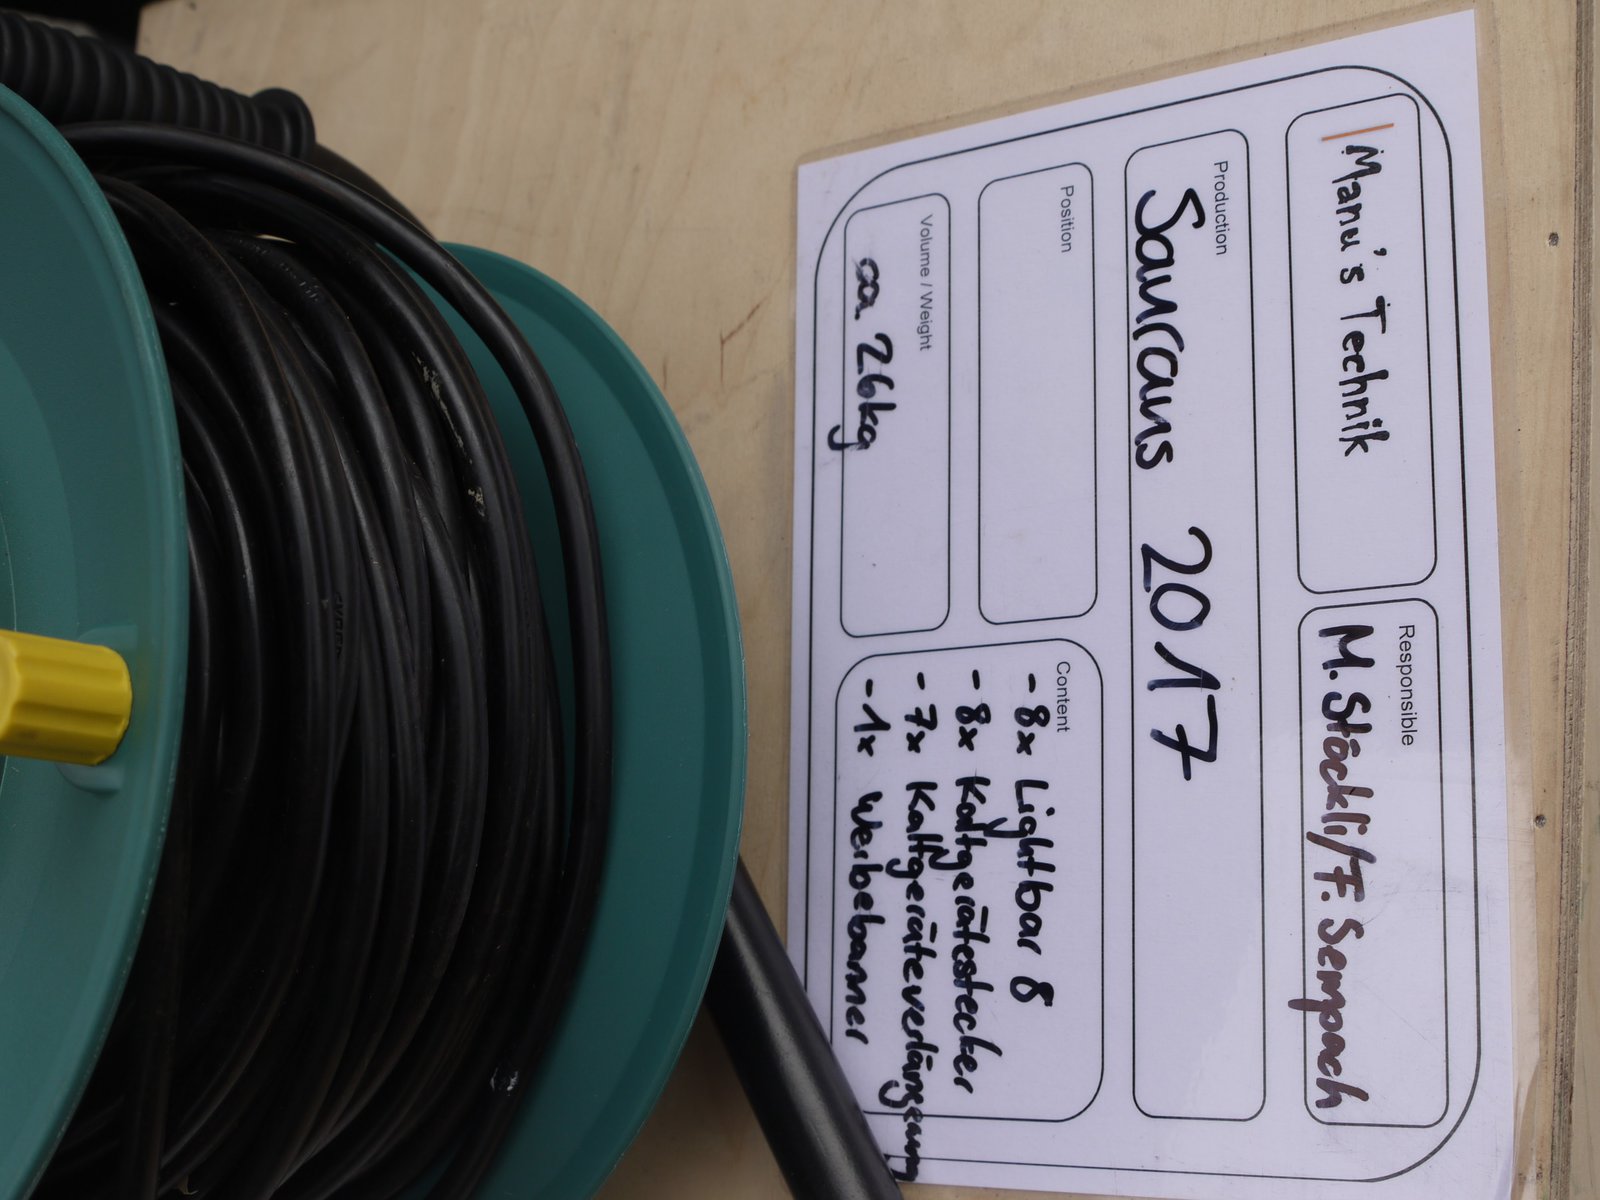 Manu's Technik
Responsible
M. Stöckli/F. Sempach
Production
Sauraus 2017
Position
Volume / Weight
ca. 26kg
Content
- 8x Lightbar 8
- 8x Kaltgerätestecker
- 7x Kaltgeräteverlängerung
- 1x Werbebanner